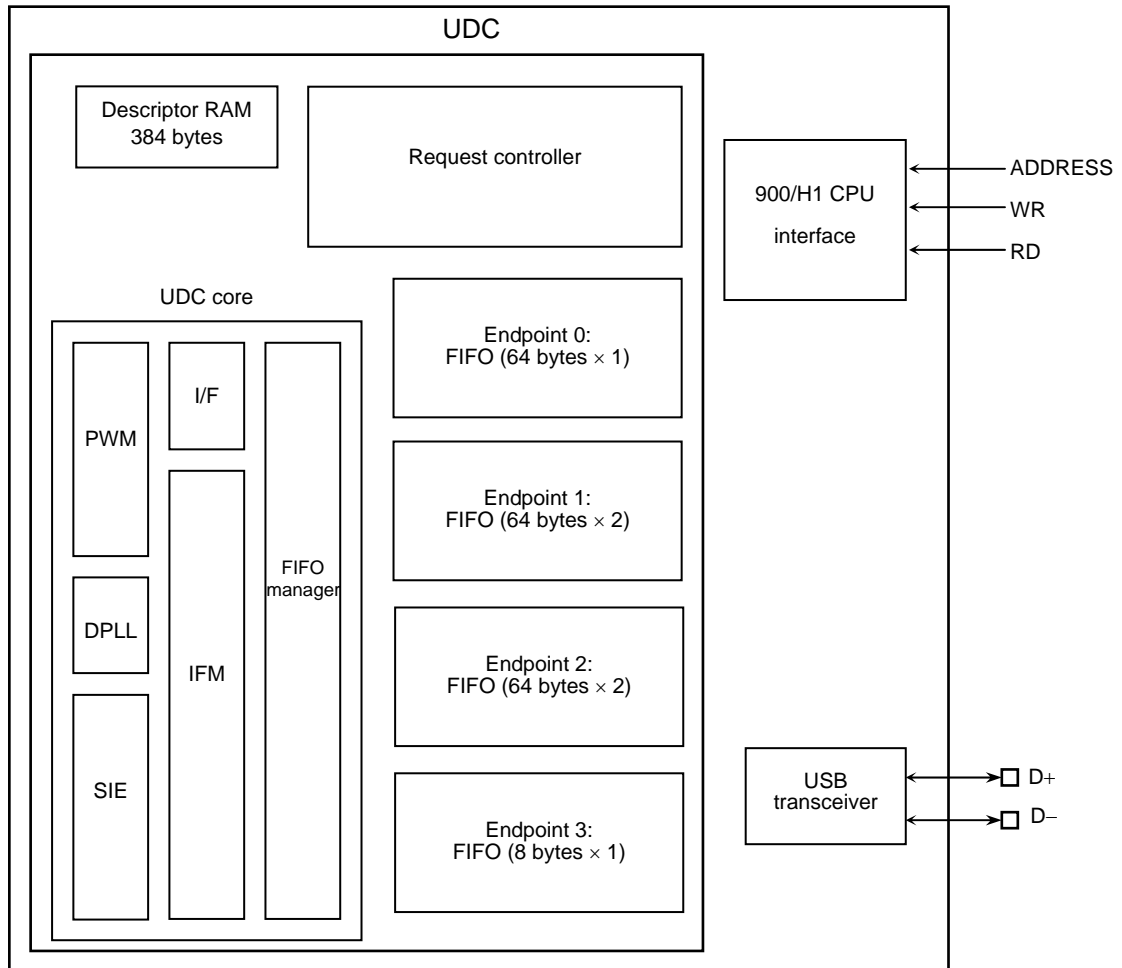 UDC
Descriptor RAM
384 bytes
Request controller
900/H1 CPU
interface
ADDRESS
WR
RD
UDC core
PWM
I/F
FIFO
manager
DPLL
IFM
SIE
Endpoint 0:
FIFO (64 bytes × 1)
Endpoint 1:
FIFO (64 bytes × 2)
Endpoint 2:
FIFO (64 bytes × 2)
Endpoint 3:
FIFO (8 bytes × 1)
USB
transceiver
D+
D−